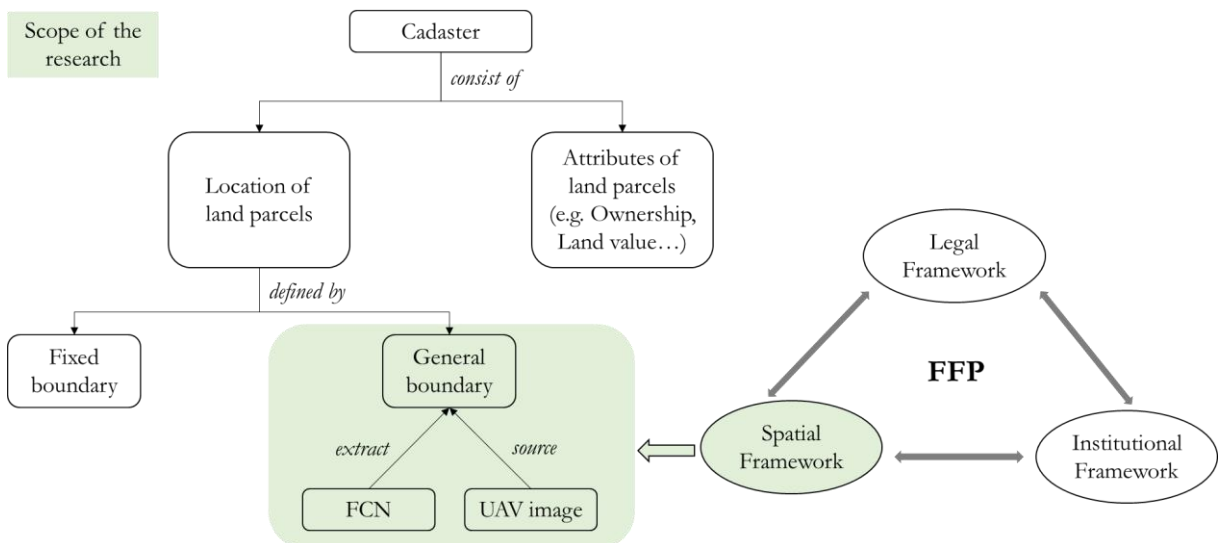 Scope of the
research
Cadaster
consist of
Location of
land parcels
Attributes of
land parcels
(e.g. Ownership,
Land value…)
defined by
Fixed
boundary
General
boundary
extract
source
FCN
UAV image
Legal
Framework
FFP
Spatial
Framework
Institutional
Framework